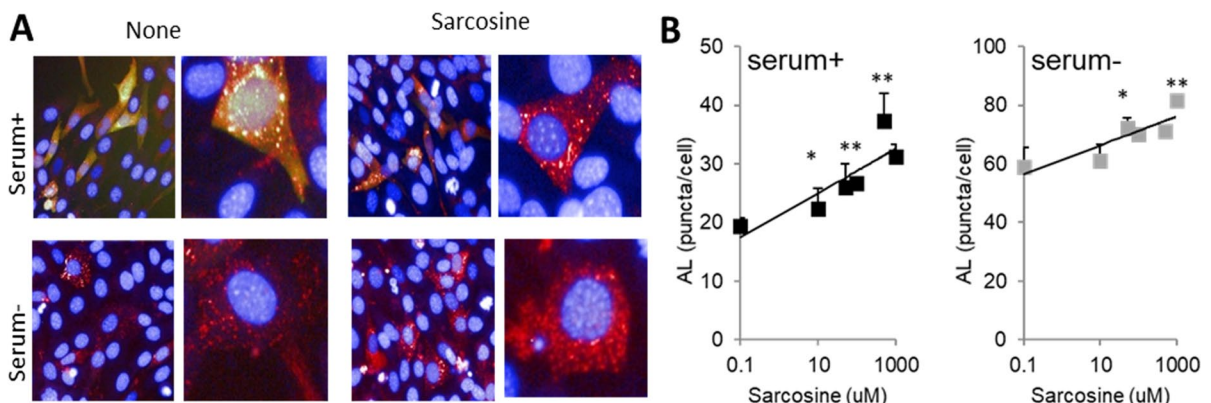 A
None
Sarcosine
Serum+
Serum-
B
50
40
30
20
10
0
AL (puncta/cell)
serum+
*
**
**
0.1
10
1000
Sarcosine (uM)
100
80
60
40
20
0
AL (puncta/cell)
serum-
*
**
0.1
10
1000
Sarcosine (uM)